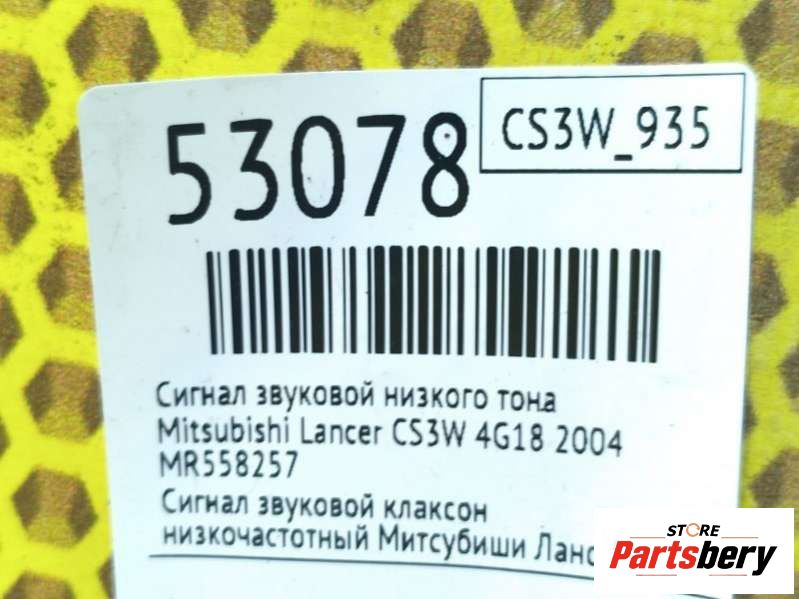 53078
CS3W_935
Сигнал звуковой низкого тона
Mitsubishi Lancer CS3W 4G18 2004
MR558257
Сигнал звуковой клаксон
низкочастотный Митсубиши
STORE
Partsbery